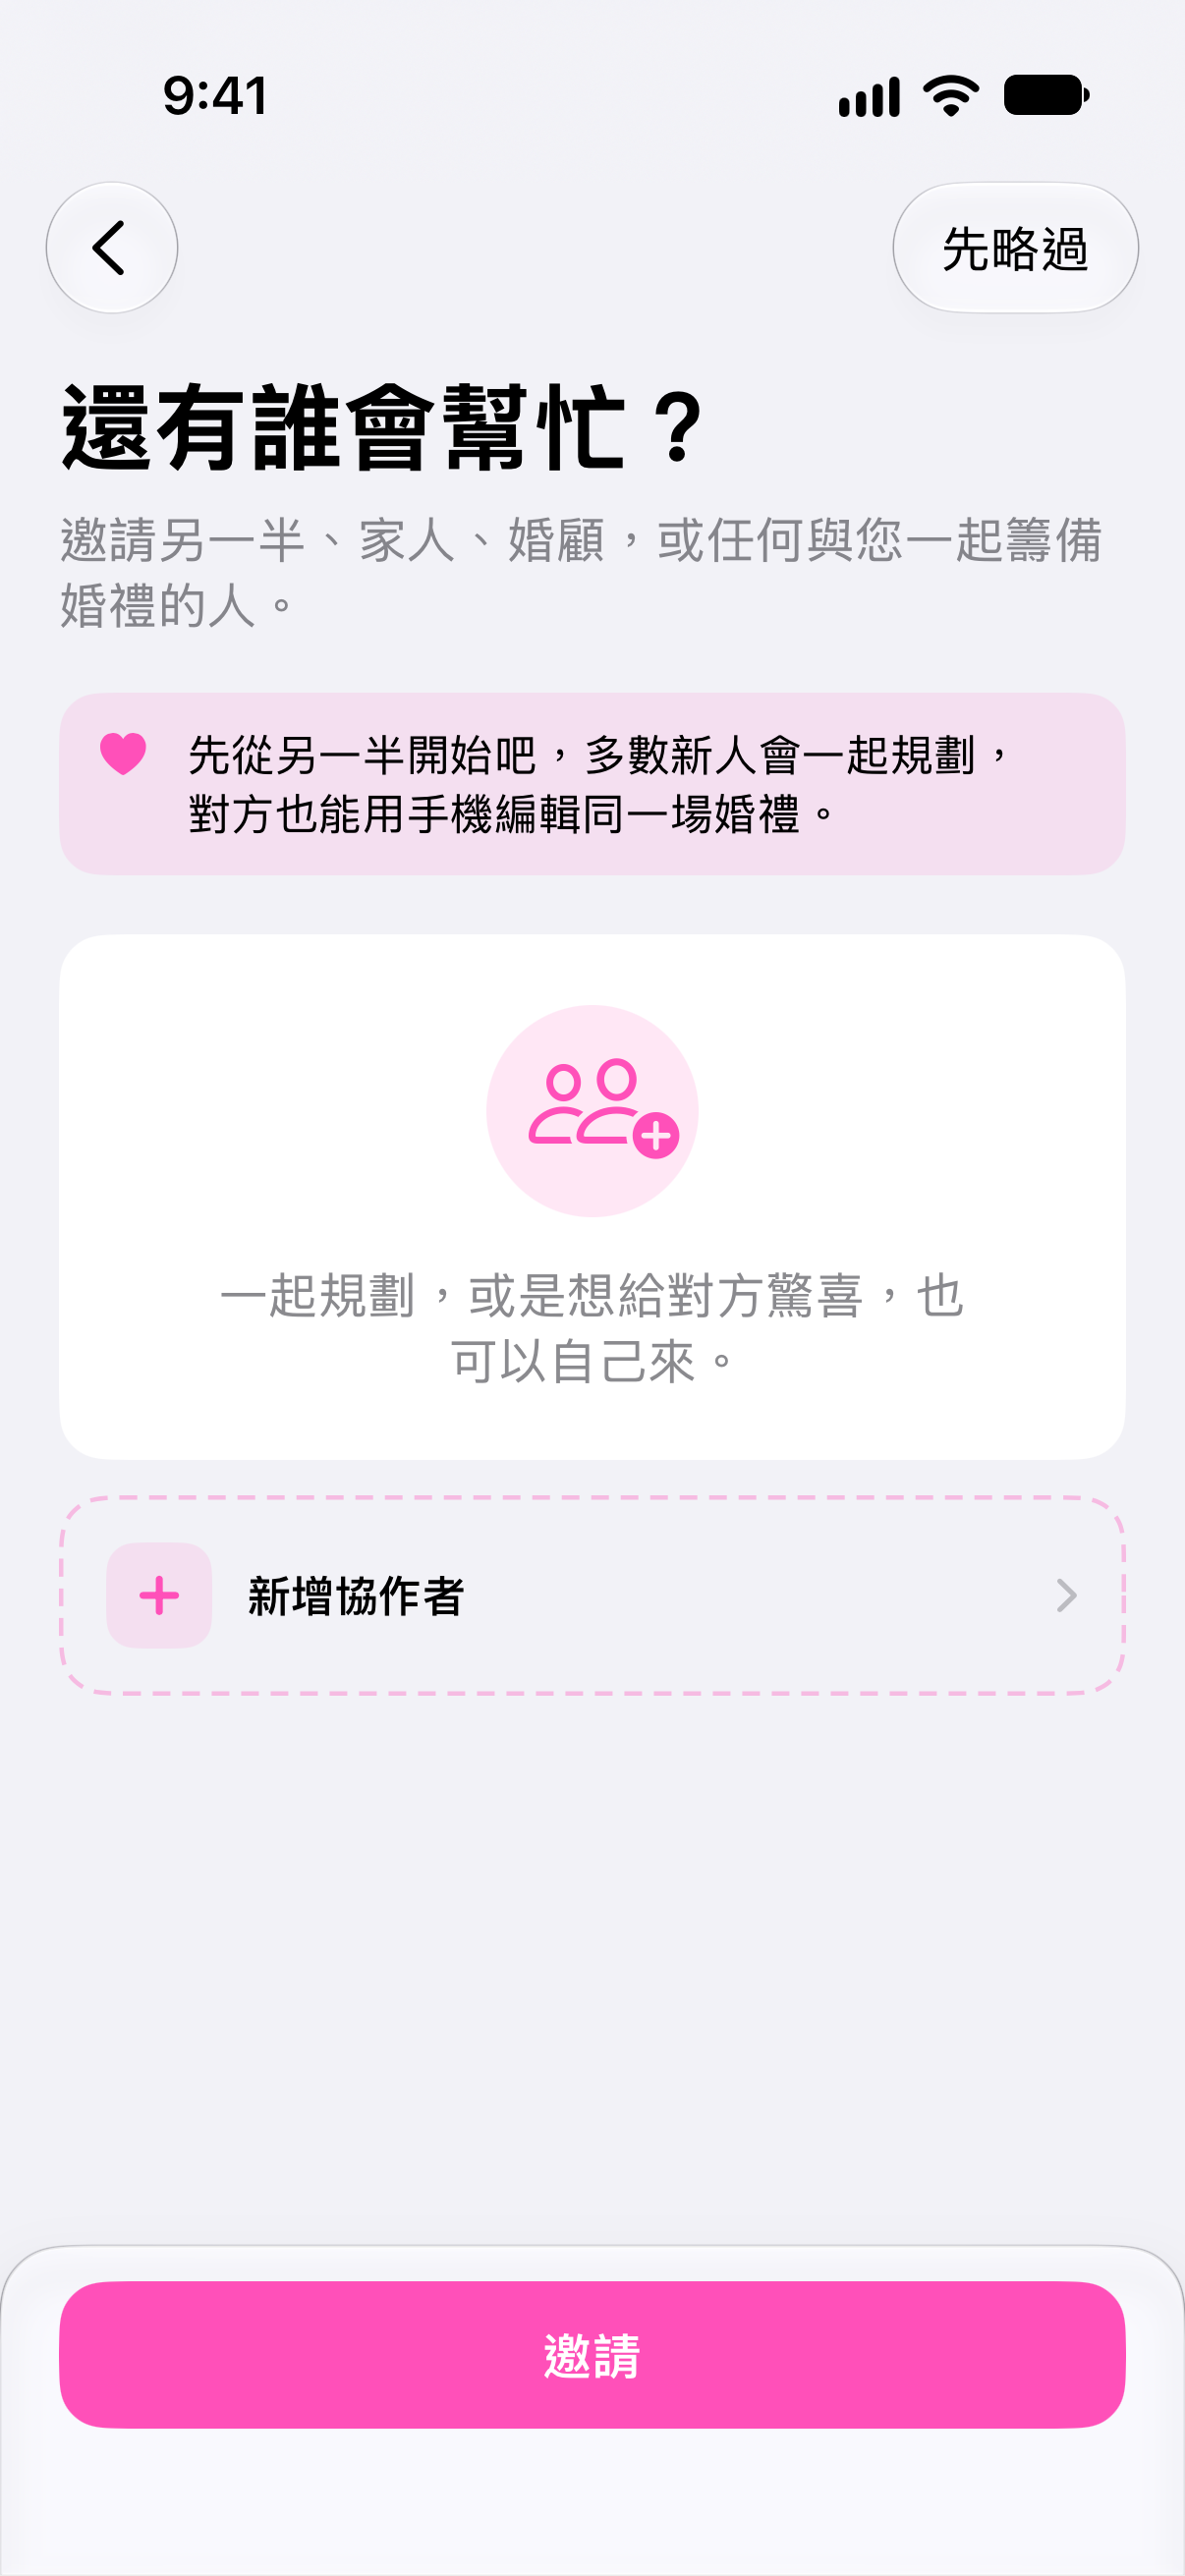 9:41
先略過
還有誰會幫忙？
邀請另一半、家人、婚顧，或任何與您一起籌備
婚禮的人。
先從另一半開始吧，多數新人會一起規劃，
對方也能用手機編輯同一場婚禮。
一起規劃，或是想給對方驚喜，也
可以自己來。
新增協作者
邀請